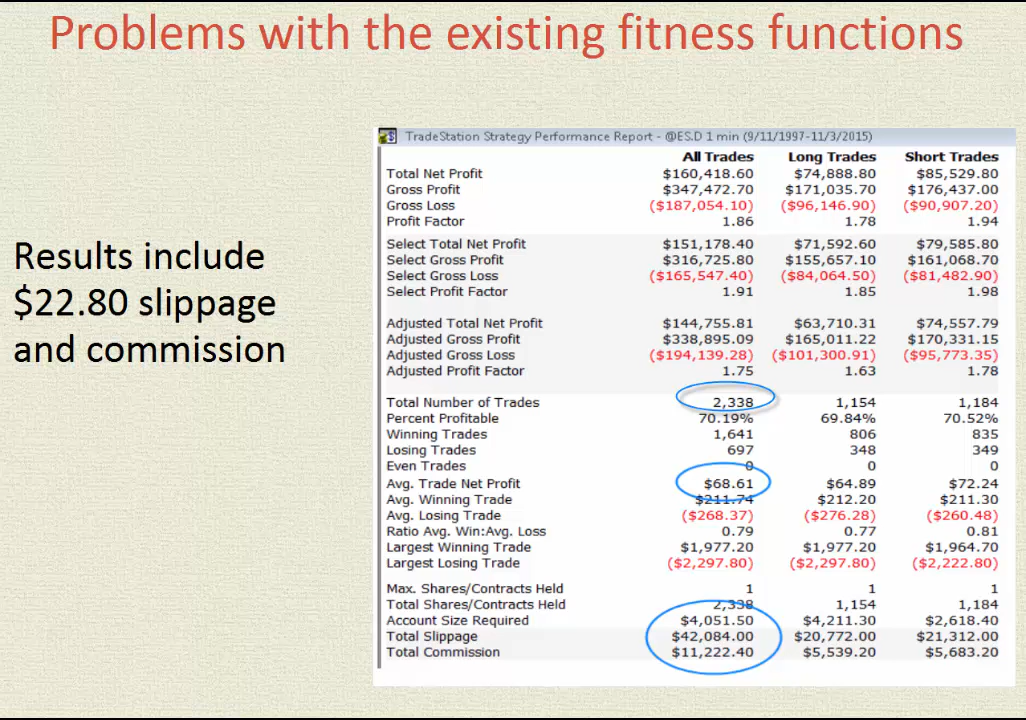 Problems with the existing fitness functions
Results include
$22.80 slippage
and commission
TradeStation Strategy Performance Report - @ES.D 1 min (9/11/1997-11/3/2015)
All Trades Long Trades Short Trades
Total Net Profit $160,418.60 $74,888.80 $85,529.80
Gross Profit $347,472.70 $171,035.70 $176,437.00
Gross Loss ($187,054.10) ($96,146.90) ($90,907.20)
Profit Factor 1.86 1.78 1.94
Select Total Net Profit $151,178.40 $71,592.60 $79,585.80
Select Gross Profit $316,725.80 $155,657.10 $161,068.70
Select Gross Loss ($165,547.40) ($84,064.50) ($81,482.90)
Select Profit Factor 1.91 1.85 1.98
Adjusted Total Net Profit $144,755.81 $63,710.31 $74,557.79
Adjusted Gross Profit $338,895.09 $165,011.22 $170,331.15
Adjusted Gross Loss ($194,139.28) ($101,300.91) ($95,773.35)
Adjusted Profit Factor 1.75 1.63 1.78
Total Number of Trades 2,338 1,154 1,184
Percent Profitable 70.19% 69.84% 70.52%
Winning Trades 1,641 806 835
Losing Trades 697 348 349
Even Trades 0 0 0
Avg. Trade Net Profit $68.61 $64.89 $72.24
Avg. Winning Trade $211.74 $212.20 $211.30
Avg. Losing Trade ($268.37) ($276.28) ($260.48)
Ratio Avg. Win:Avg. Loss 0.79 0.77 0.81
Largest Winning Trade $1,977.20 $1,977.20 $1,964.70
Largest Losing Trade ($2,297.80) ($2,297.80) ($2,222.80)
Max. Shares/Contracts Held 1 1 1
Total Shares/Contracts Held 2,338 1,154 1,184
Account Size Required $4,051.50 $4,211.30 $2,618.40
Total Slippage $42,084.00 $20,772.00 $21,312.00
Total Commission $11,222.40 $5,539.20 $5,683.20